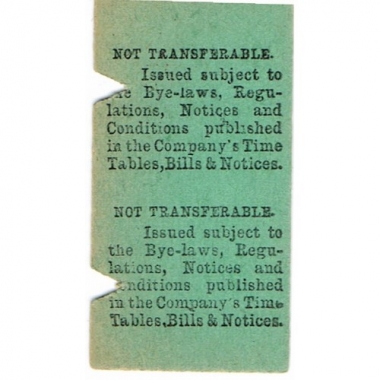 NOT TRANSFERABLE.
Issued subject to
the Bye-laws, Regu-
lations, Notices and
Conditions published
in the Company's Time
Tables,Bills & Notices.
NOT TRANSFERABLE.
Issued subject to
the Bye-laws, Regu-
lations, Notices and
Conditions published
in the Company's Time
Tables,Bills & Notices.